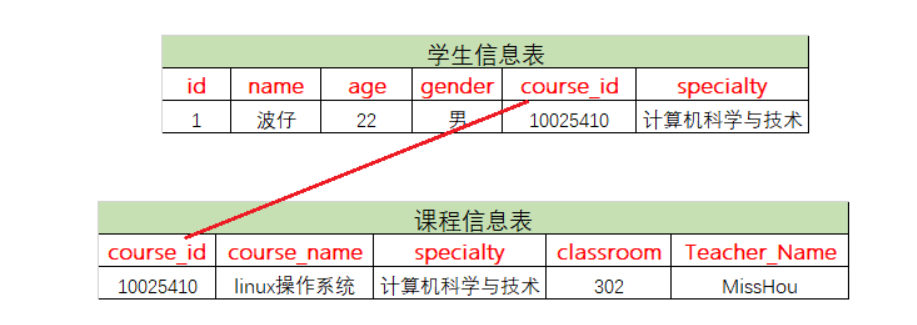 学生信息表
id name age gender course_id specialty
1 波仔 22 男 10025410 计算机科学与技术
课程信息表
course_id course_name specialty classroom Teacher_Name
10025410 linux操作系统 计算机科学与技术 302 MissHou